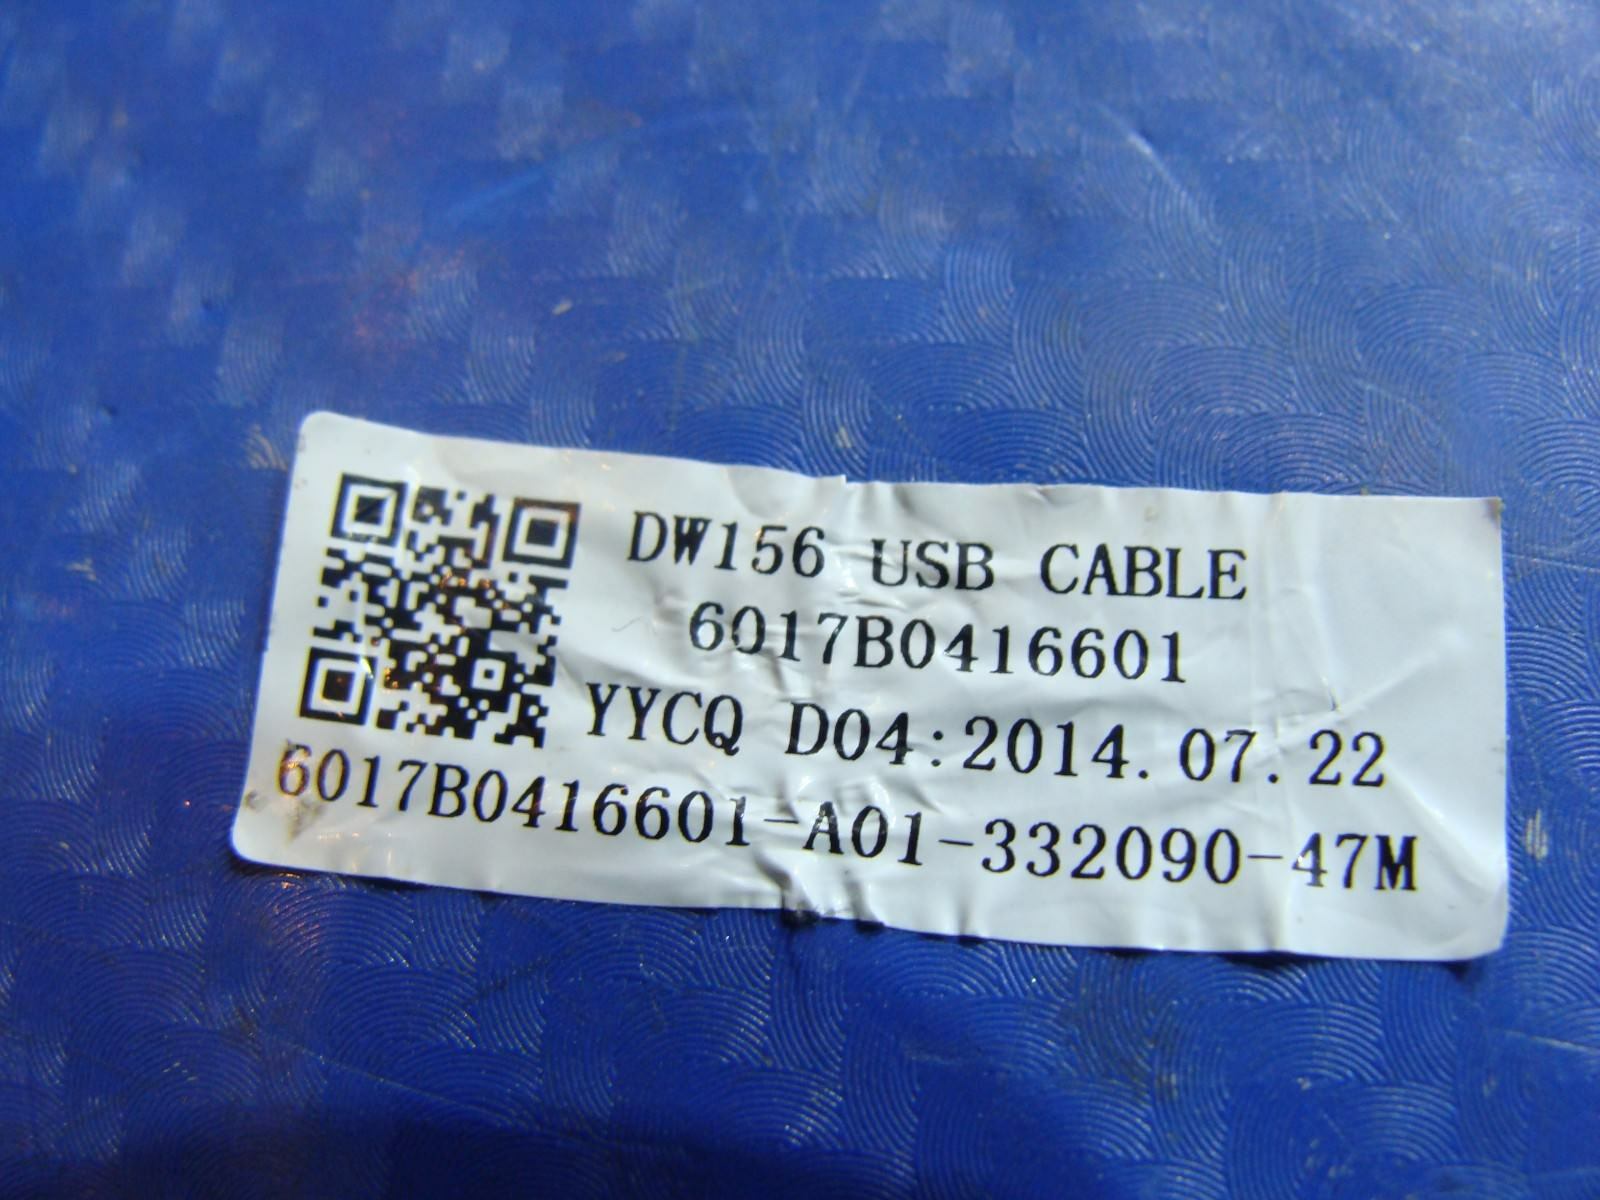 DW156 USB CABLE
6017B0416601
YYCQ D04:2014.07.22
6017B0416601-A01-332090-47M